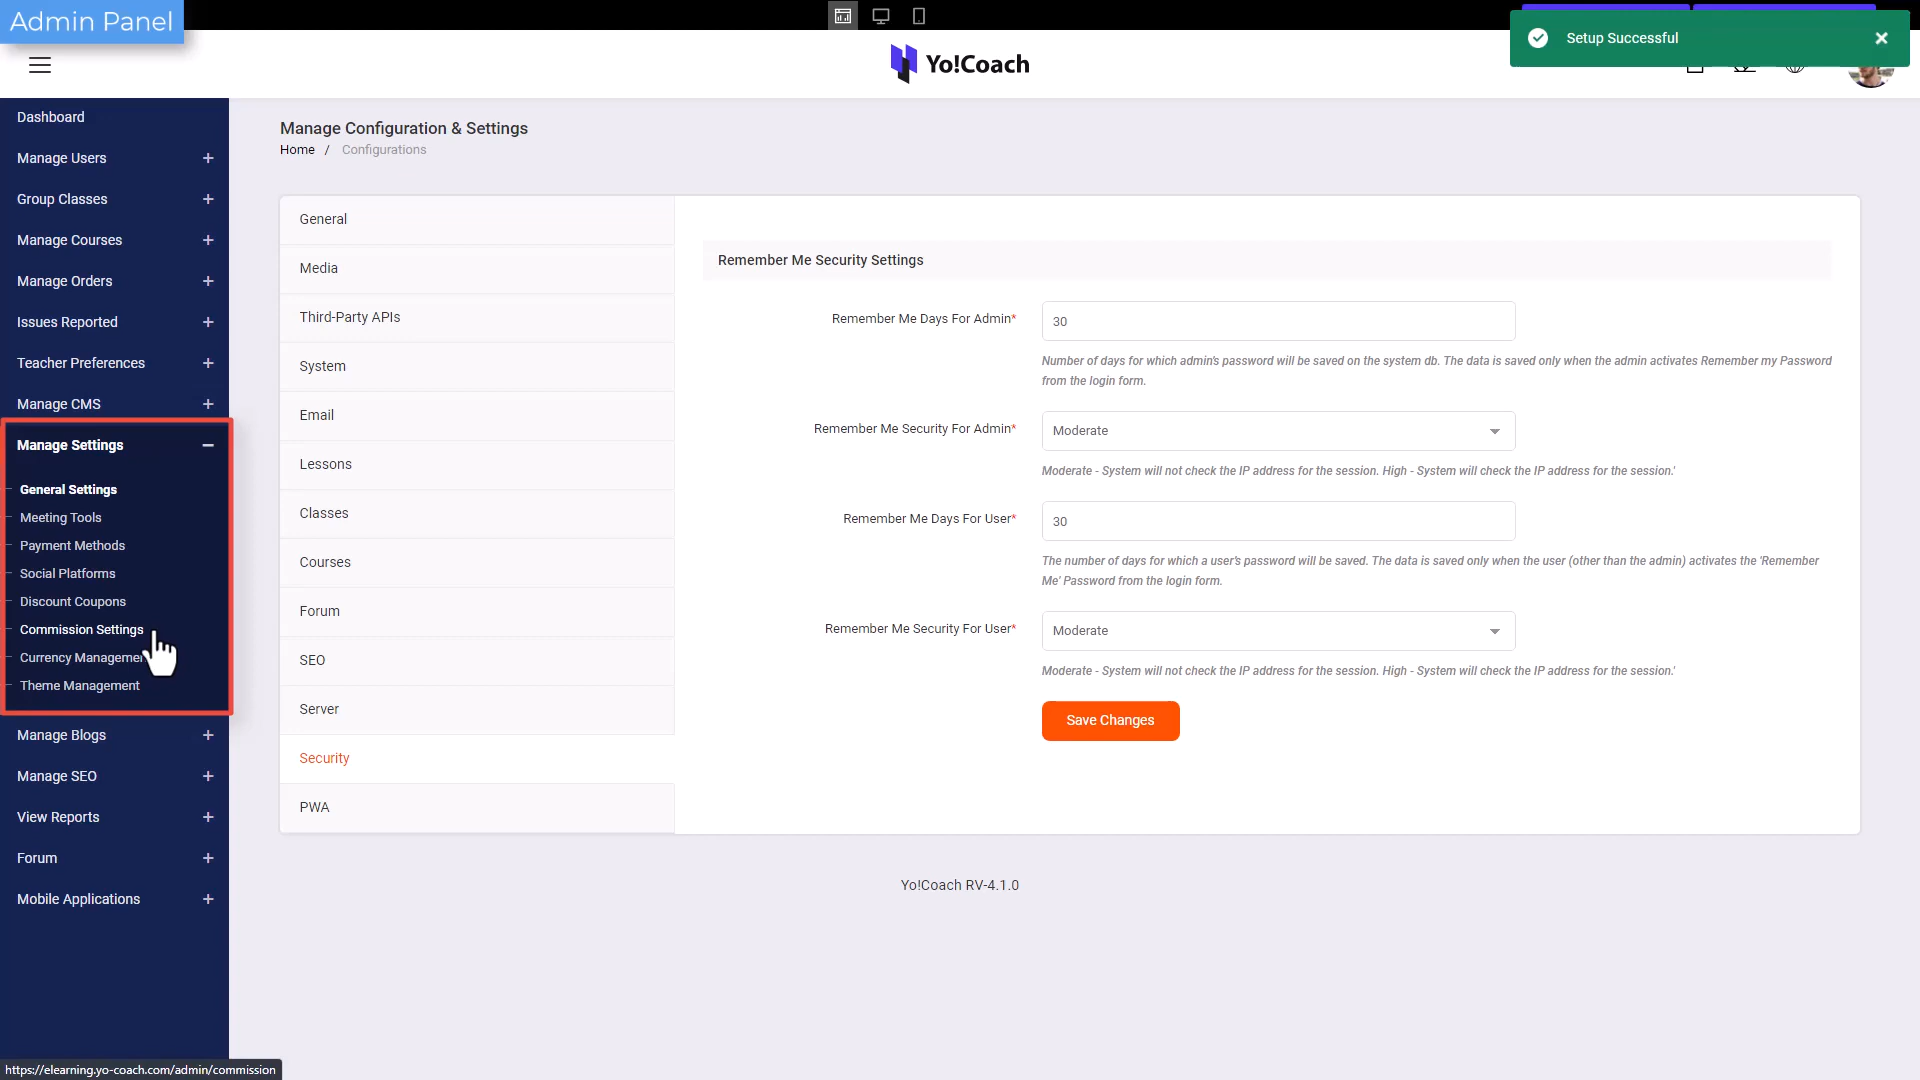 Admin Panel
Setup Successful
Yo!Coach
Dashboard
Manage Users
Group Classes
Manage Courses
Manage Orders
Issues Reported
Teacher Preferences
Manage CMS
Manage Settings
General Settings
Meeting Tools
Payment Methods
Social Platforms
Discount Coupons
Commission Settings
Currency
Theme Management
Manage Blogs
Manage SEO
View Reports
Forum
Mobile Applications
Manage Configuration & Settings
Home / Configurations
General
Media
Third-Party APIs
System
Email
Lessons
Classes
Courses
Forum
SEO
Server
Security
PWA
Remember Me Security Settings
Remember Me Days For Admin*
30
Number of days for which admin's password will be saved on the system db. The data is saved only when the admin activates Remember my Password
from the login form.
Remember Me Security For Admin*
Moderate
Moderate - System will not check the IP address for the session. High - System will check the IP address for the session.'
Remember Me Days For User*
30
The number of days for which a user's password will be saved. The data is saved only when the user (other than the admin) activates the 'Remember
Me' Password from the login form.
Remember Me Security For User*
Moderate
Moderate - System will not check the IP address for the session. High - System will check the IP address for the session.'
Save Changes
Yo!Coach RV-4.1.0
https://elearning.yo-coach.com/admin/commission